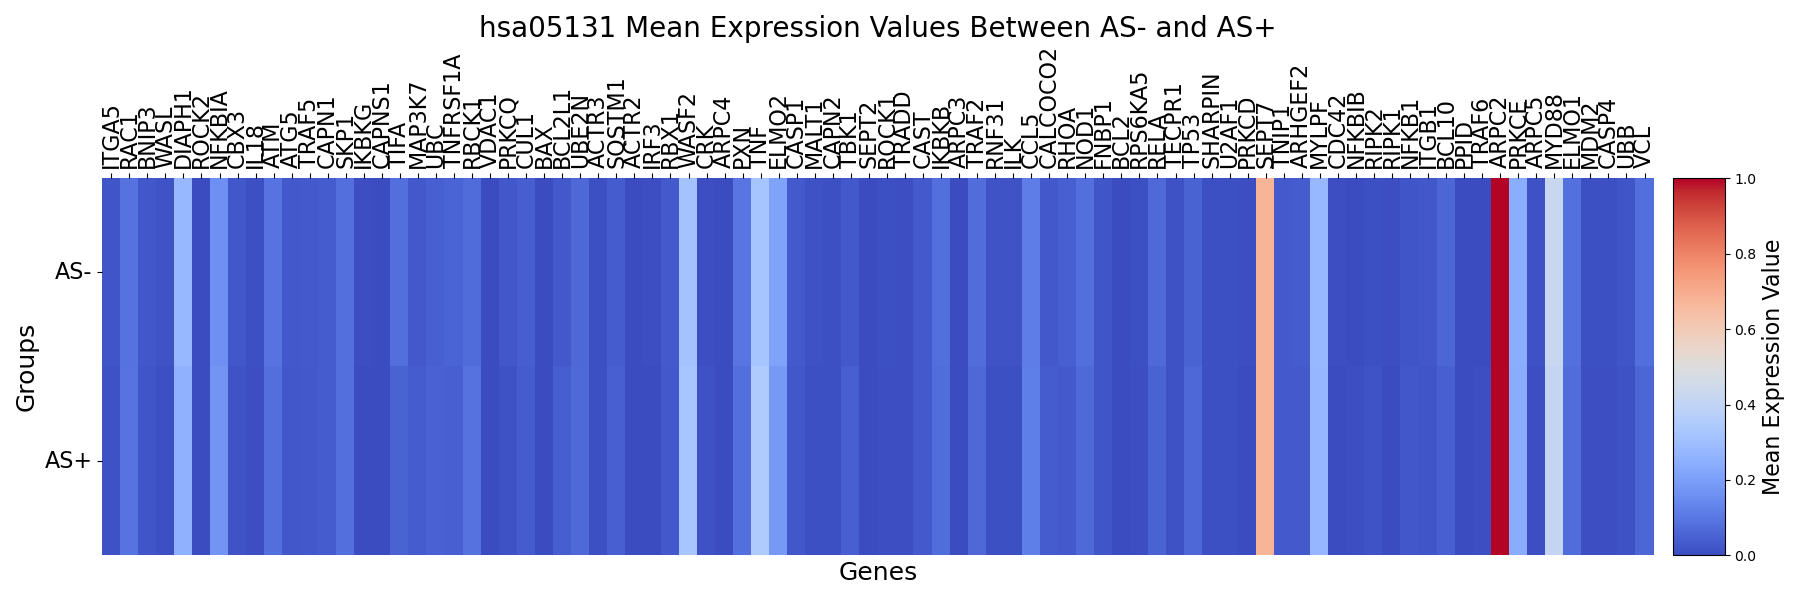 hsa05131 Mean Expression Values Between AS- and AS+
ITGA5
RAC1
BNIP3
WASL
DIAPH1
ROCK2
NFKBIA
CBX3
IL18
ATM
ATG5
TRAF5
CAPN1
SKP1
IKBKG
CAPNS1
TIFA
MAP3K7
UBC
TNFRSF1A
RBCK1
VDAC1
PRKCQ
CUL1
BAX
BCL2L1
UBE2N
ACTR3
SQSTM1
ACTR2
IRF3
RBX1
WASF2
CRK
ARPC4
PXN
TNF
ELMO2
CASP1
MALT1
CAPN2
TBK1
SEPT2
ROCK1
TRADD
CAST
IKBKB
ARPC3
TRAF2
RNF31
ILK
CCL5
CALCOCO2
RHOA
NOD1
FNBP1
BCL2
RPS6KA5
RELA
TECPR1
TP53
SHARPIN
U2AF1
PRKCD
SEPT7
TNIP1
ARHGEF2
MYLPF
CDC42
NFKBIB
RIPK2
RIPK1
NFKB1
ITGB1
BCL10
PPID
TRAF6
ARPC2
PRKCE
ARPC5
MYD88
ELMO1
MDM2
CASP4
UBB
VCL
AS-
AS+
Groups
Genes
1.0
0.8
0.6
0.4
0.2
0.0
Mean Expression Value